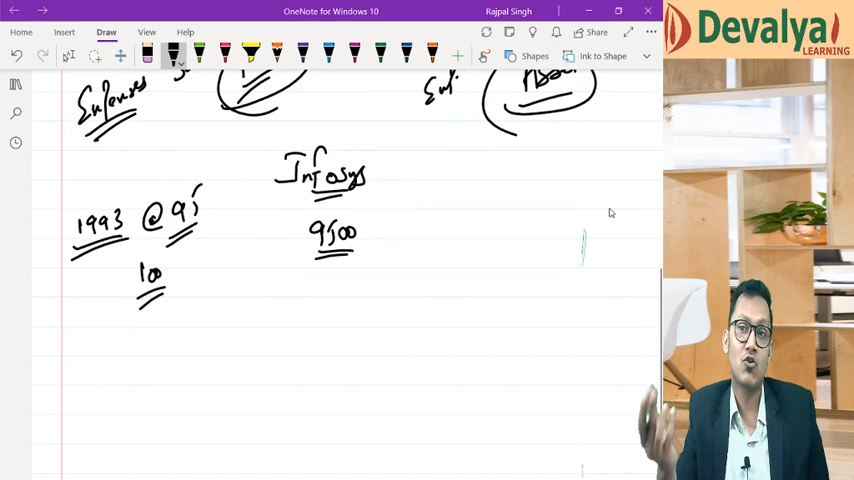 OneNote for Windows 10
Rajpal Singh
Home Insert Draw View Help
Share
Shapes Ink to Shape
Expenses
Infosys
1993 @ 95
9500
100
Devalya
LEARNING